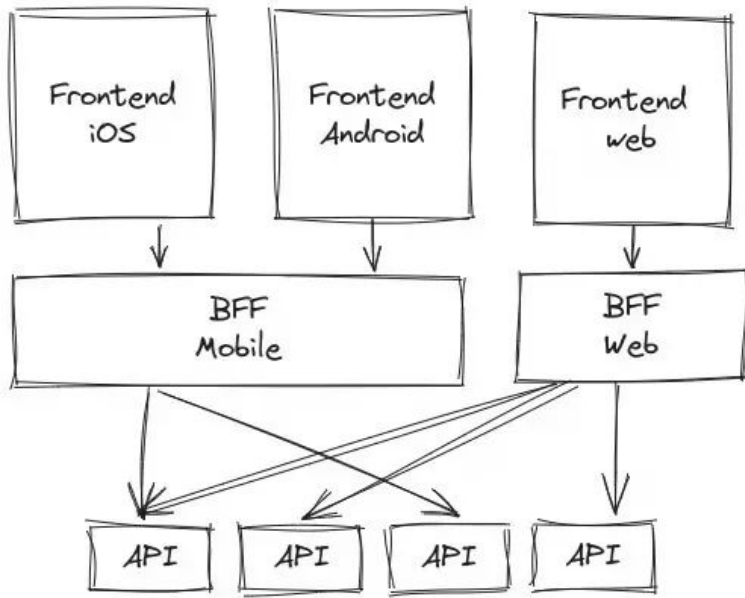 Frontend
iOS
Frontend
Android
Frontend
web
BFF
Mobile
BFF
Web
API
API
API
API